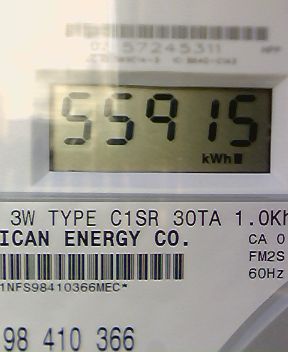 07 57245311
55915
kWh
3W TYPE C1SR 30TA 1.0Kh
ICAN ENERGY CO.
CA 0
FM2S
60Hz
1NFS98410366MEC*
98 410 366